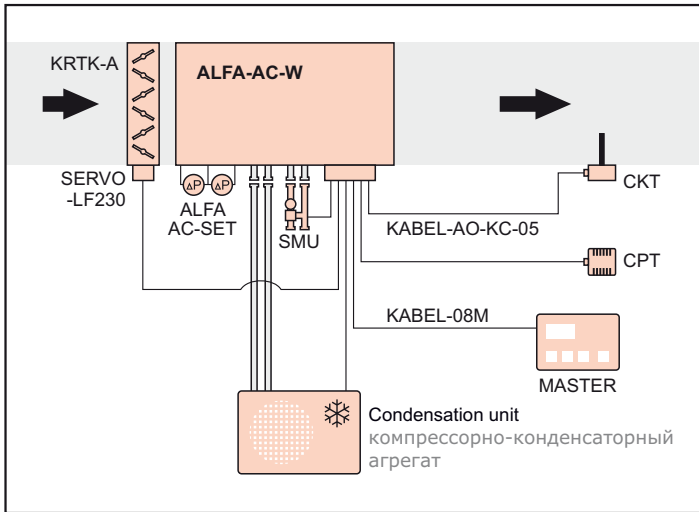 KRTK-A
ALFA-AC-W
SERVO
-LF230
ΔP
ΔP
ALFA
AC-SET
SMU
CKT
KABEL-AO-KC-05
CPT
KABEL-08M
MASTER
Condensation unit
компрессорно-конденсаторный
агрегат